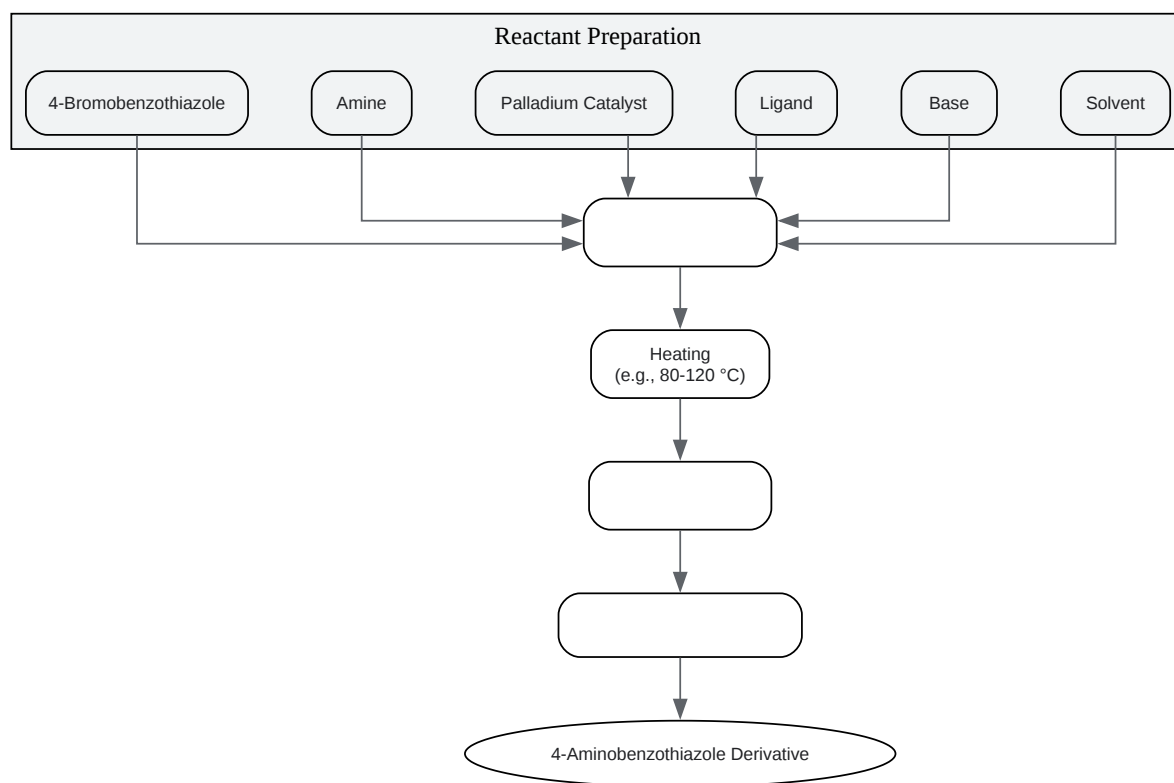 Reactant Preparation
4-Bromobenzothiazole
Amine
Palladium Catalyst
Ligand
Base
Solvent
Heating
(e.g., 80-120 °C)
4-Aminobenzothiazole Derivative